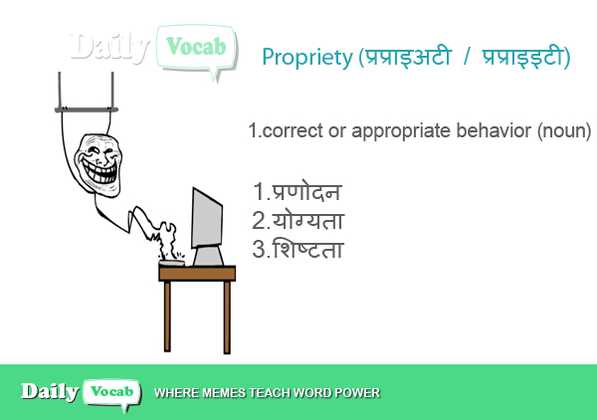 Daily Vocab
Propriety (प्रप्राइअटी / प्रप्राइइटी)
1.correct or appropriate behavior (noun)
1.प्रणोदन
2.योग्यता
3.शिष्टता
Daily Vocab WHERE MEMES TEACH WORD POWER